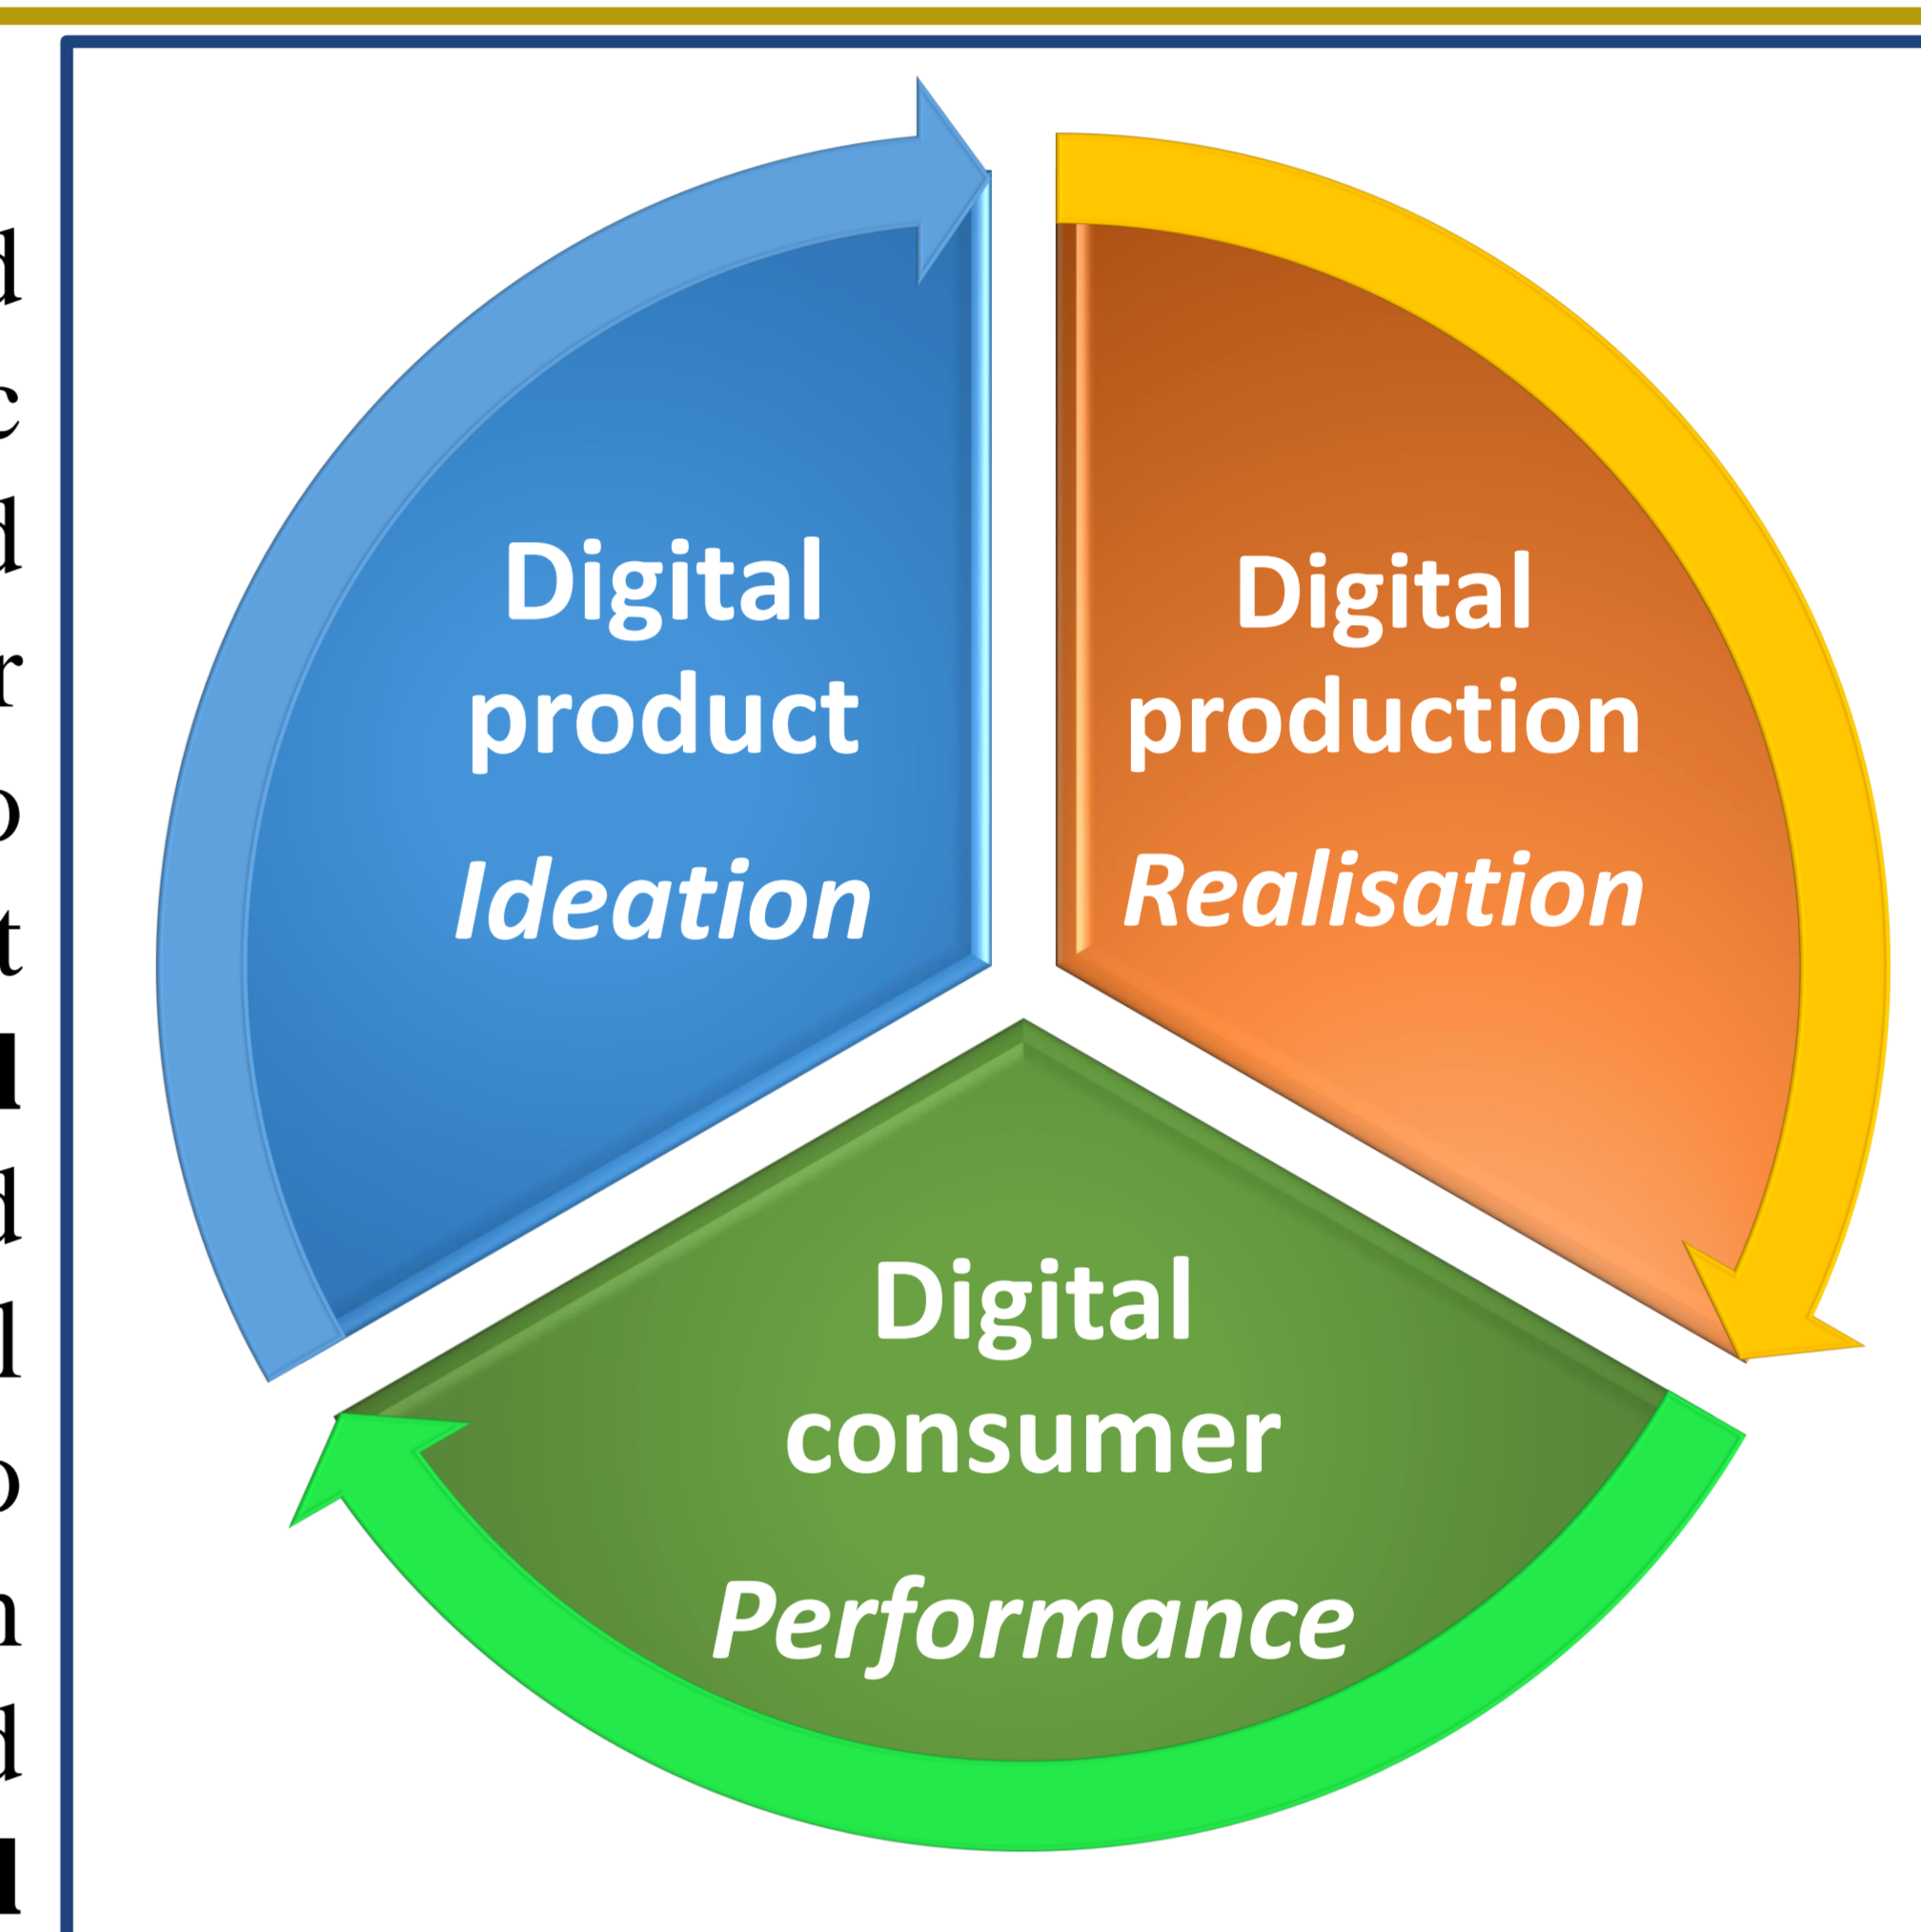 Digital
product
Ideation
Digital
production
Realisation
Digital
consumer
Performance